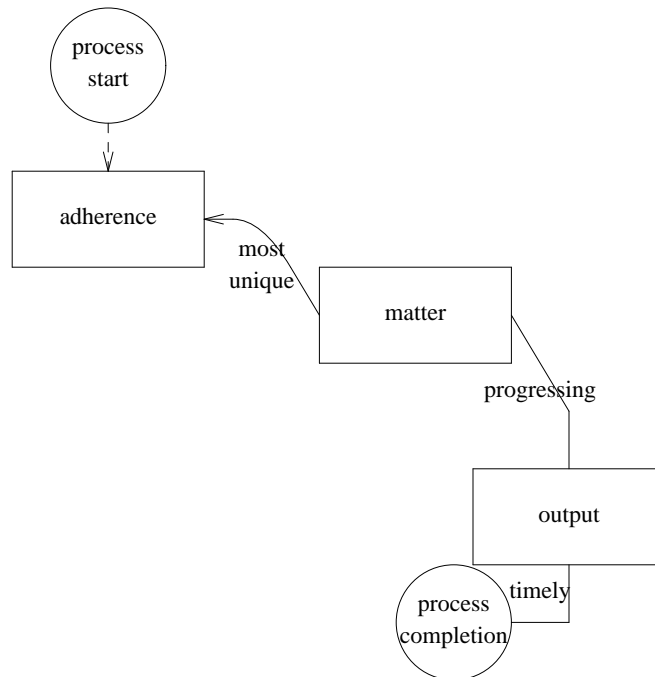 process
start
adherence
most
unique
matter
progressing
output
timely
process
completion